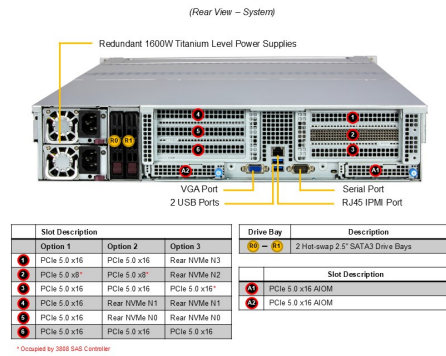 (Rear View – System)
Redundant 1600W Titanium Level Power Supplies
4
1
R0 R1
5
2
6
3
A2
A1
VGA Port
Serial Port
2 USB Ports
RJ45 IPMI Port
Slot Description
Option 1 Option 2 Option 3
1 PCIe 5.0 x16 PCIe 5.0 x16 Rear NVMe N3
2 PCIe 5.0 x8* PCIe 5.0 x8* Rear NVMe N2
3 PCIe 5.0 x16 PCIe 5.0 x16 PCIe 5.0 x16*
4 PCIe 5.0 x16 Rear NVMe N1 Rear NVMe N1
5 PCIe 5.0 x16 Rear NVMe N0 Rear NVMe N0
6 PCIe 5.0 x16 PCIe 5.0 x16 PCIe 5.0 x16
* Occupied by 3808 SAS Controller
Drive Bay Description
R0 – R1 2 Hot-swap 2.5" SATA3 Drive Bays
Slot Description
A1 PCIe 5.0 x16 AIOM
A2 PCIe 5.0 x16 AIOM